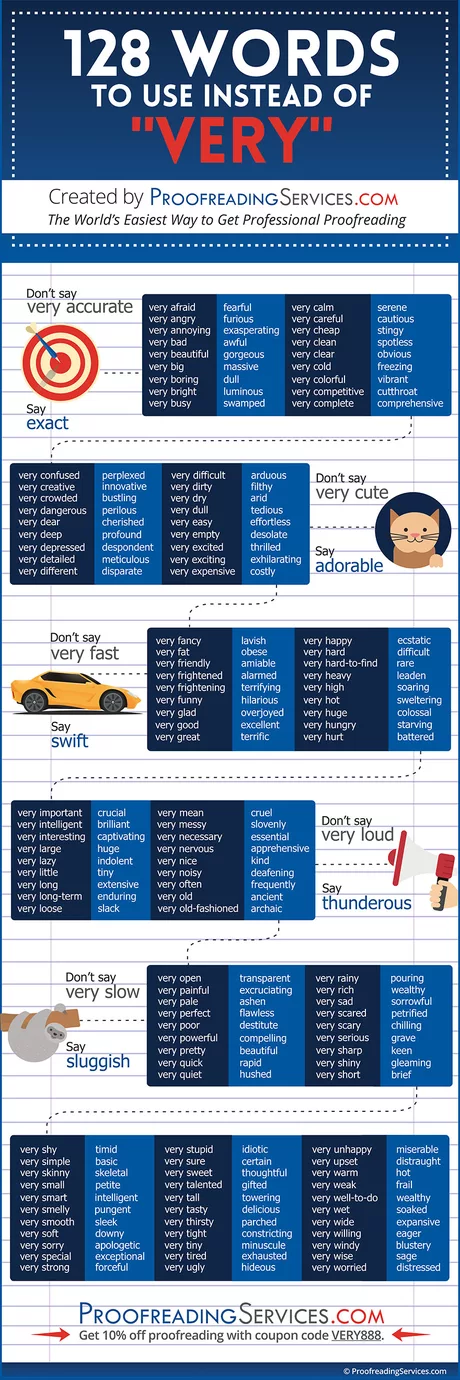 128 WORDS
TO USE INSTEAD OF
"VERY"
Created by PROOFREADINGSERVICES.COM
The World's Easiest Way to Get Professional Proofreading
Don't say
very accurate
Say
exact
very afraid fearful very calm serene
very angry furious very careful cautious
very annoying exasperating very cheap stingy
very bad awful very clean spotless
very beautiful gorgeous very clear obvious
very big massive very cold freezing
very boring dull very colorful vibrant
very bright luminous very competitive cutthroat
very busy swamped very complete comprehensive
very confused perplexed very difficult arduous
very creative innovative very dirty filthy
very crowded bustling very dry arid
very dangerous perilous very dull tedious
very dear cherished very easy effortless
very deep profound very empty desolate
very depressed despondent very excited thrilled
very detailed meticulous very exciting exhilarating
very different disparate very expensive costly
Don't say
very cute
Say
adorable
Don't say
very fast
Say
swift
very fancy lavish very happy ecstatic
very fat obese very hard difficult
very friendly amiable very hard-to-find rare
very frightened alarmed very heavy leaden
very frightening terrifying very high soaring
very funny hilarious very hot sweltering
very glad overjoyed very huge colossal
very good excellent very hungry starving
very great terrific very hurt battered
very important crucial very mean cruel
very intelligent brilliant very messy slovenly
very interesting captivating very necessary essential
very large huge very nervous apprehensive
very lazy indolent very nice kind
very little tiny very noisy deafening
very long extensive very often frequently
very long-term enduring very old ancient
very loose slack very old-fashioned archaic
Don't say
very loud
Say
thunderous
Don't say
very slow
Say
sluggish
very open transparent very rainy pouring
very painful excruciating very rich wealthy
very pale ashen very sad sorrowful
very perfect flawless very scared petrified
very poor destitute very scary chilling
very powerful compelling very serious grave
very pretty beautiful very sharp keen
very quick rapid very shiny gleaming
very quiet hushed very short brief
very shy timid very stupid idiotic very unhappy miserable
very simple basic very sure certain very upset distraught
very skinny skeletal very sweet thoughtful very warm hot
very small petite very talented gifted very weak frail
very smart intelligent very tall towering very well-to-do wealthy
very smelly pungent very tasty delicious very wet soaked
very smooth sleek very thirsty parched very wide expansive
very soft downy very tight constricting very willing eager
very sorry apologetic very tiny minuscule very windy blustery
very special exceptional very tired exhausted very wise sage
very strong forceful very ugly hideous very worried distressed
PROOFREADINGSERVICES.COM
Get 10% off proofreading with coupon code VERY888.
© ProofreadingServices.com